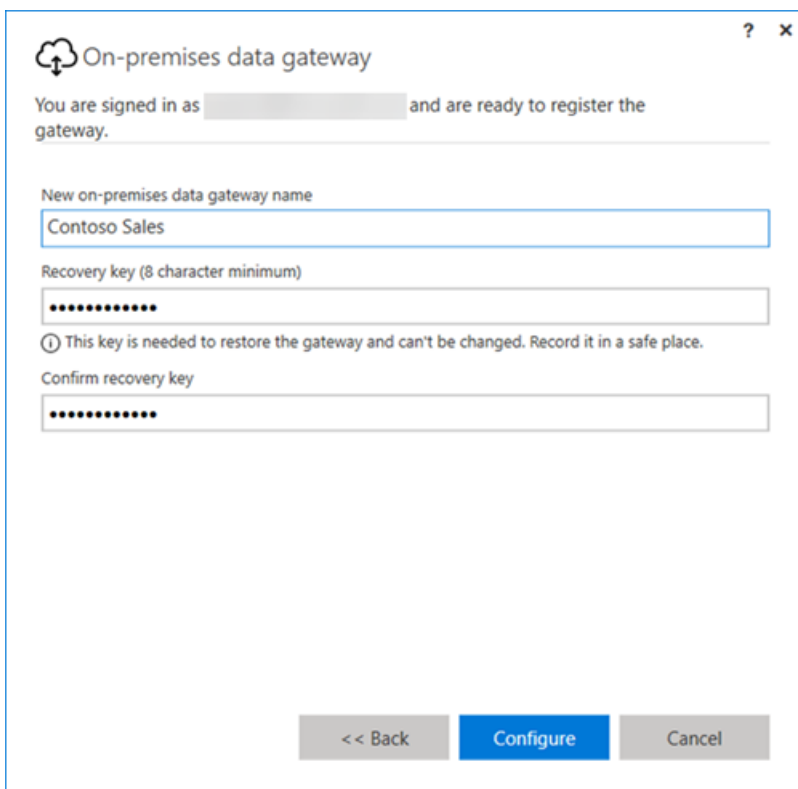 ? ×
On-premises data gateway
You are signed in as and are ready to register the
gateway.
New on-premises data gateway name
Contoso Sales
Recovery key (8 character minimum)
••••••••••••
This key is needed to restore the gateway and can't be changed. Record it in a safe place.
Confirm recovery key
••••••••••••
<< Back Configure Cancel